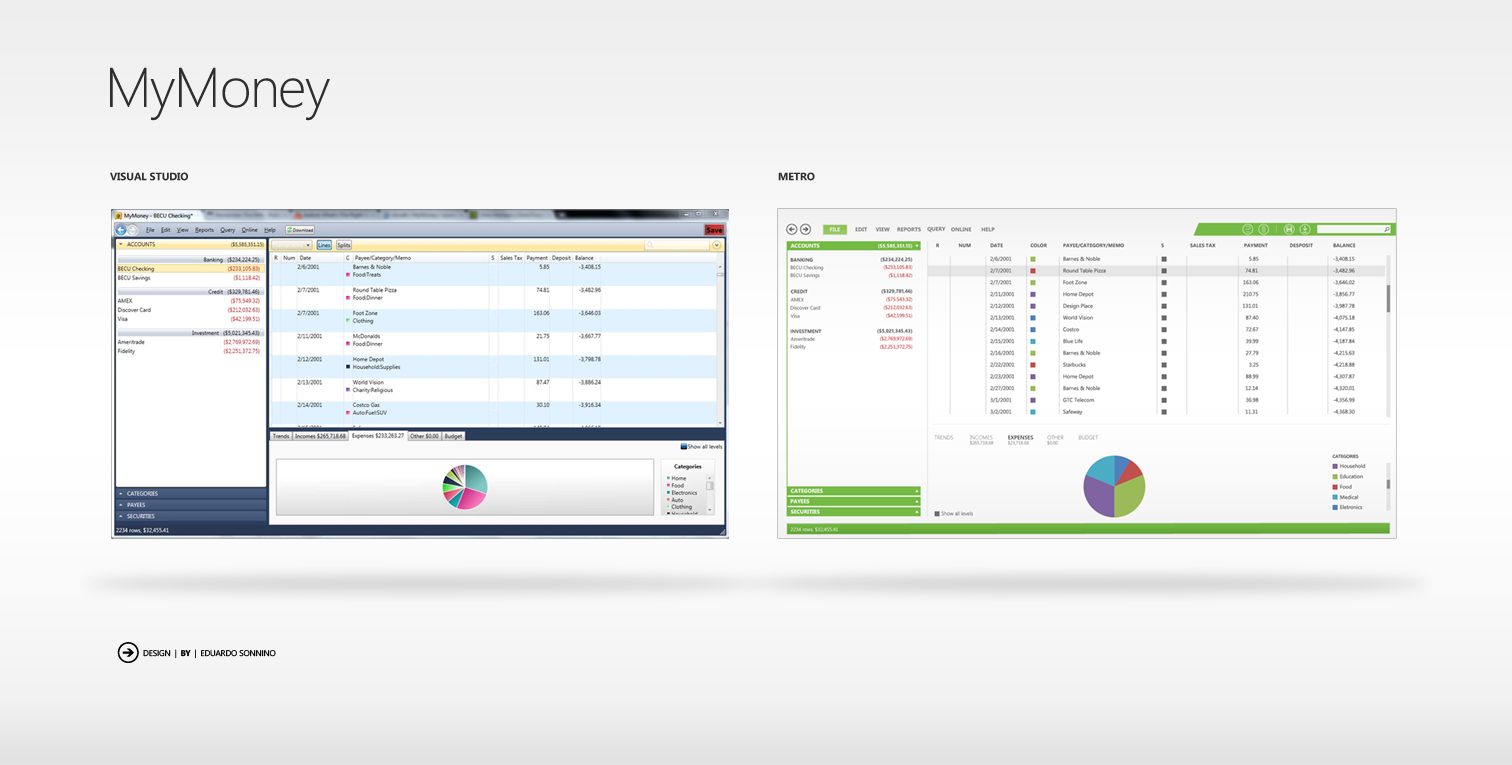 MyMoney
VISUAL STUDIO
MyMoney - BECU Checking*
File Edit View Reports Query Online Help Download Save
ACCOUNTS ($5,585,351.15)
Banking ($234,224.25)
BECU Checking ($233,105.83)
BECU Savings ($1,118.42)
Credit ($329,781.46)
AMEX ($75,549.32)
Discover Card ($212,032.63)
Visa ($42,199.51)
Investment ($5,021,345.43)
Ameritrade ($2,769,972.69)
Fidelity ($2,251,372.75)
CATEGORIES
PAYEES
SECURITIES
2234 rows, $32,455.41
Lines Splits
R Num Date C Payee/Category/Memo S Sales Tax Payment Deposit Balance
2/6/2001 Barnes & Noble 5.85 -3,408.15
Food:Treats
2/7/2001 Round Table Pizza 74.81 -3,482.96
Food:Dinner
2/7/2001 Foot Zone 163.06 -3,646.03
Clothing
2/11/2001 McDonalds 21.75 -3,667.77
Food:Dinner
2/12/2001 Home Depot 131.01 -3,798.78
Household:Supplies
2/13/2001 World Vision 87.47 -3,886.24
Charity:Religious
2/14/2001 Costco Gas 30.10 -3,916.34
Auto:Fuel:SUV
Trends Incomes $265,718.68 Expenses $233,263.27 Other $0.00 Budget
Show all levels
Categories
Home
Food
Electronics
Auto
Clothing
Household
METRO
FILE EDIT VIEW REPORTS QUERY ONLINE HELP
ACCOUNTS ($5,585,351.15)
BANKING ($234,224.25)
BECU Checking ($233,105.83)
BECU Savings ($1,118.42)
CREDIT ($329,781.46)
AMEX ($75,543.32)
Discover Card ($212,032.63)
Visa ($42,199.51)
INVESTMENT ($5,021,345.43)
Ameritrade ($2,769,972.69)
Fidelity ($2,251,372.75)
CATEGORIES
PAYEES
SECURITIES
2234 rows, $32,455.41
R NUM DATE COLOR PAYEE/CATEGORY/MEMO S SALES TAX PAYMENT DESPOSIT BALANCE
2/6/2001 Barnes & Noble 5.85 -3,408.15
2/7/2001 Round Table Pizza 74.81 -3,482.96
2/7/2001 Foot Zone 163.06 -3,646.02
2/11/2001 Home Depot 210.75 -3,856.77
2/12/2001 Design Place 131.01 -3,987.78
2/13/2001 World Vision 87.40 -4,075.18
2/14/2001 Costco 72.67 -4,147.85
2/15/2001 Blue Life 39.99 -4,187.84
2/16/2001 Barnes & Noble 27.79 -4,215.63
2/22/2001 Starbucks 3.25 -4,218.88
2/23/2001 Home Depot 88.99 -4,307.87
2/27/2001 Barnes & Noble 12.14 -4,320.01
3/1/2001 GTC Telecom 36.98 -4,356.99
3/2/2001 Safeway 11.31 -4,368.30
TRENDS INCOMES EXPENSES OTHER BUDGET
$265,718.68 $23,718.68 $0.00
Show all levels
CATEGORIES
Household
Education
Food
Medical
Eletronics
DESIGN | BY | EDUARDO SONNINO